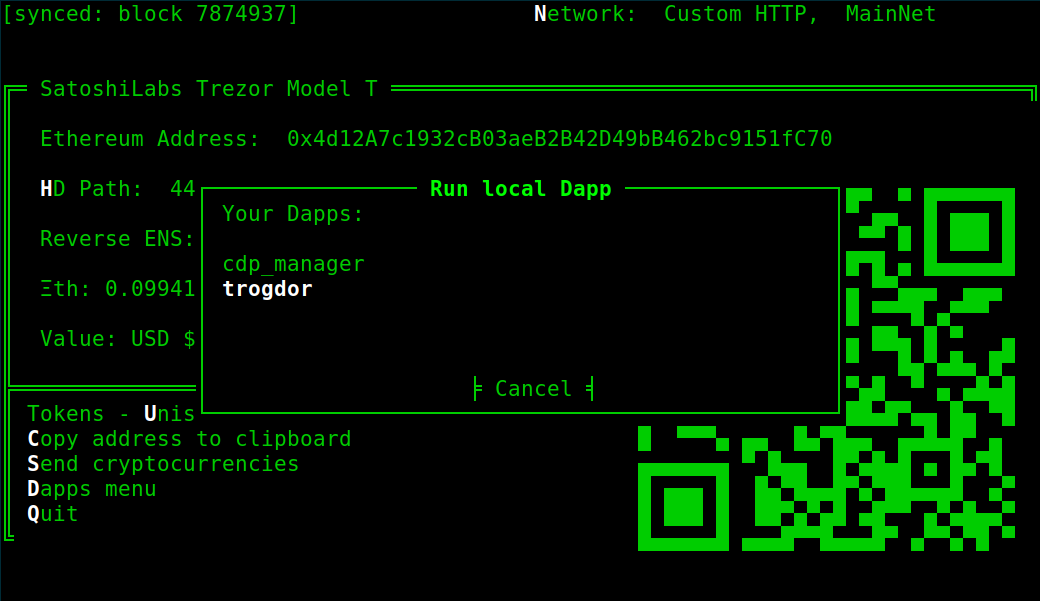 [synced: block 7874937] Network: Custom HTTP, MainNet
SatoshiLabs Trezor Model T
Ethereum Address: 0x4d12A7c1932cB03aeB2B42D49bB462bc9151fC70
HD Path: 44
Run local Dapp
Your Dapps:
Reverse ENS:
cdp_manager
Ξth: 0.09941
trogdor
Value: USD $
Cancel
Tokens - Unis
Copy address to clipboard
Send cryptocurrencies
Dapps menu
Quit